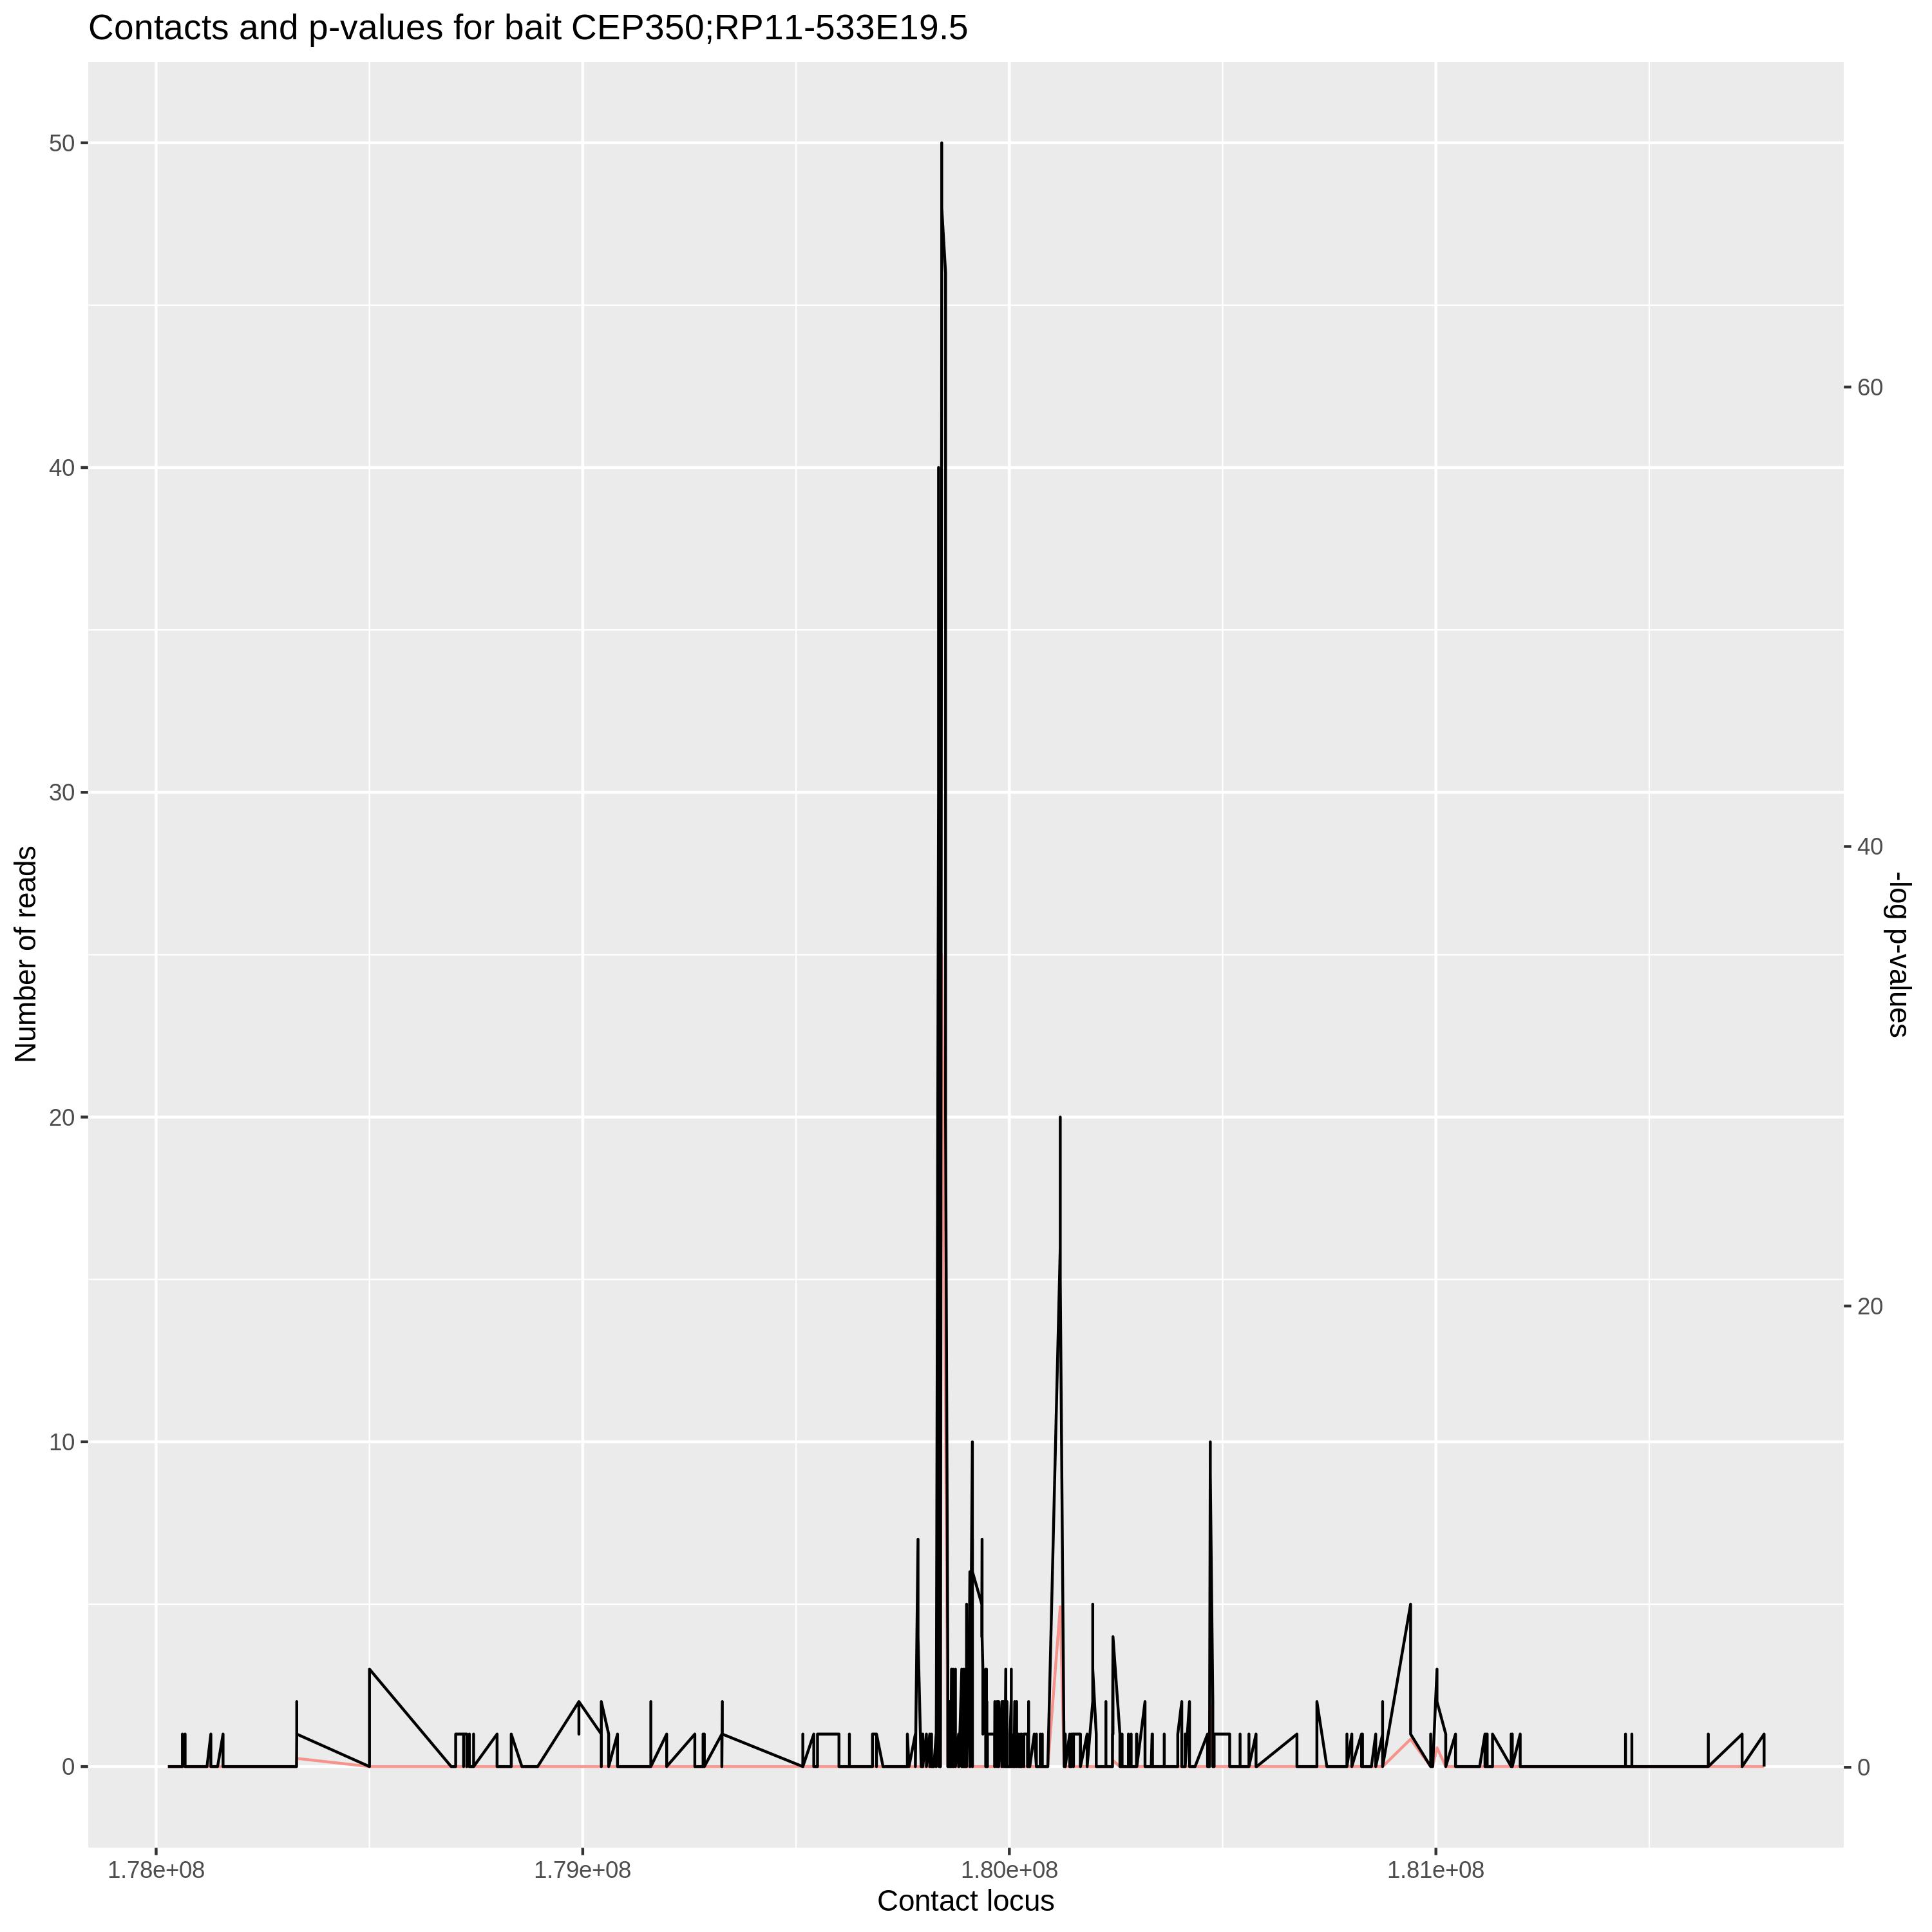 Contacts and p-values for bait CEP350;RP11-533E19.5
50
40
30
20
10
0
Number of reads
60
40
20
0
-log p-values
1.78e+08
1.79e+08
1.80e+08
1.81e+08
Contact locus